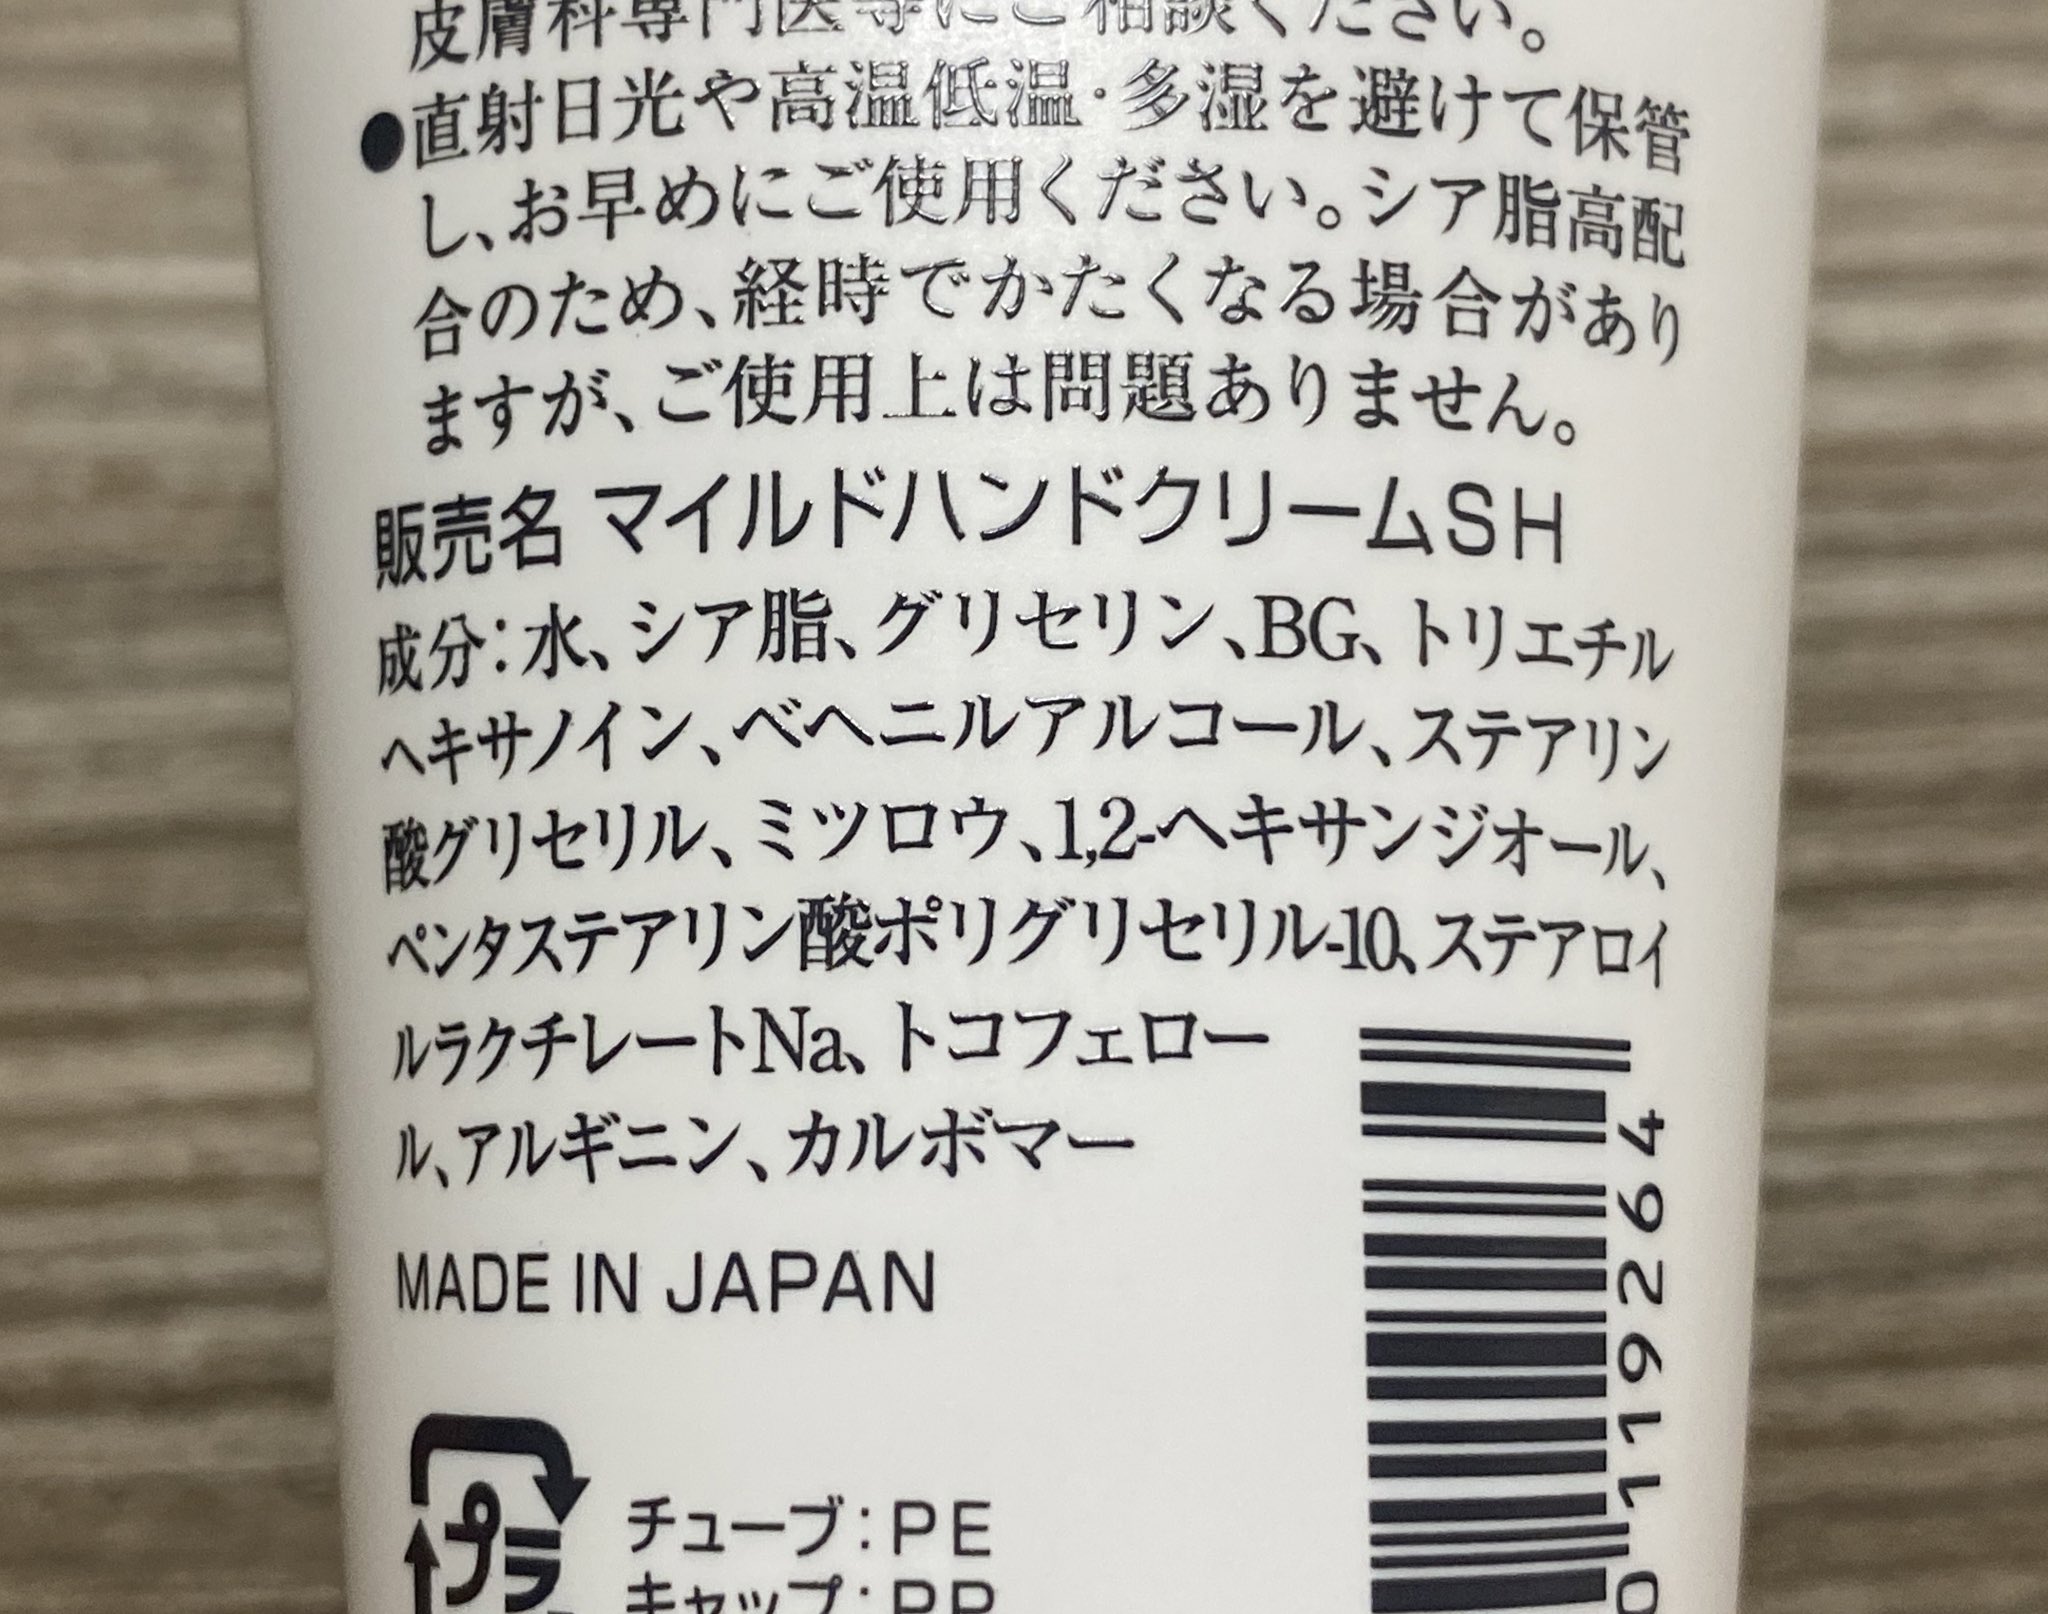 皮膚科専門医等にご相談ください。
●直射日光や高温低温・多湿を避けて保管
し、お早めにご使用ください。シア脂高配
合のため、経時でかたくなる場合があり
ますが、ご使用上は問題ありません。
販売名 マイルドハンドクリームSH
成分：水、シア脂、グリセリン、BG、トリエチル
ヘキサノイン、ベヘニルアルコール、ステアリン
酸グリセリル、ミツロウ、1,2-ヘキサンジオール、
ペンタステアリン酸ポリグリセリル-10、ステアロイ
ルラクチレートNa、トコフェロー
ル、アルギニン、カルボマー
MADE IN JAPAN
プラ
チューブ：PE
キャップ：PP
4 629110